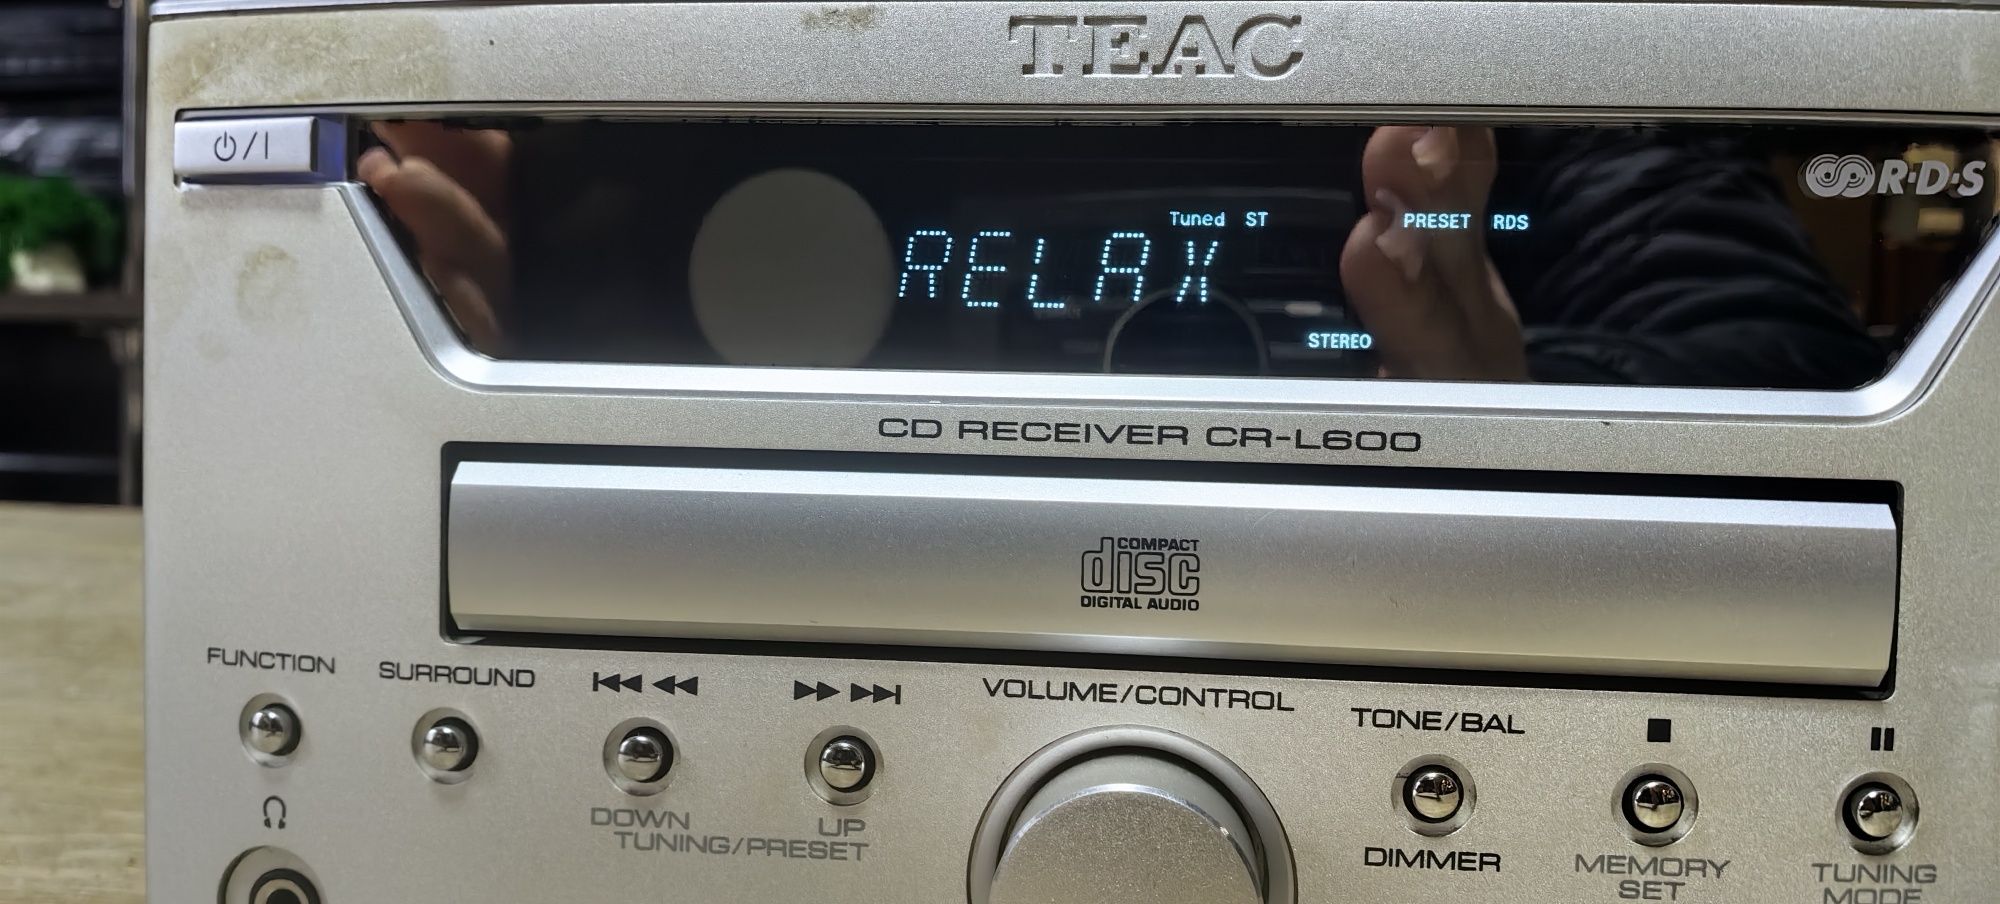 TEAC
R·D·S
Tuned ST PRESET RDS
RELAX
STEREO
CD RECEIVER CR-L600
COMPACT
disc
DIGITAL AUDIO
FUNCTION
SURROUND
VOLUME/CONTROL
TONE/BAL
DOWN UP
TUNING/PRESET
DIMMER
MEMORY
SET
TUNING
MODE